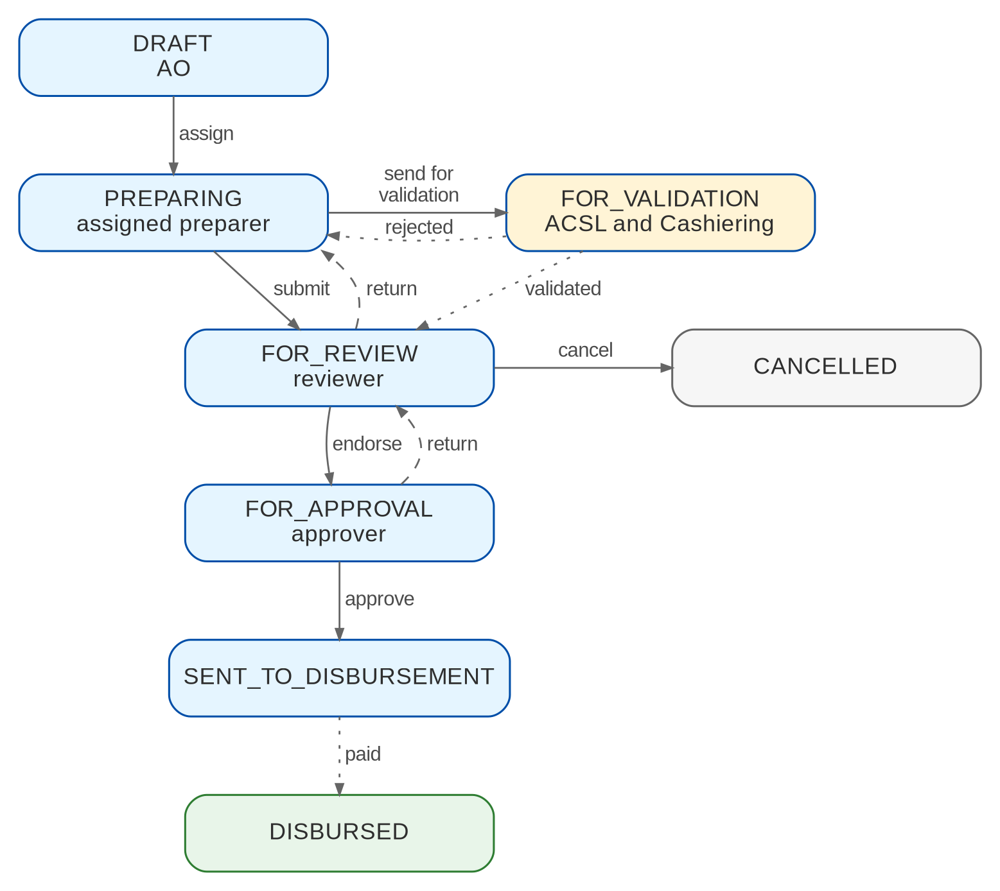 DRAFT
AO
assign
PREPARING
assigned preparer
send for
validation
rejected
FOR_VALIDATION
ACSL and Cashiering
submit
return
validated
FOR_REVIEW
reviewer
cancel
CANCELLED
endorse
return
FOR_APPROVAL
approver
approve
SENT_TO_DISBURSEMENT
paid
DISBURSED